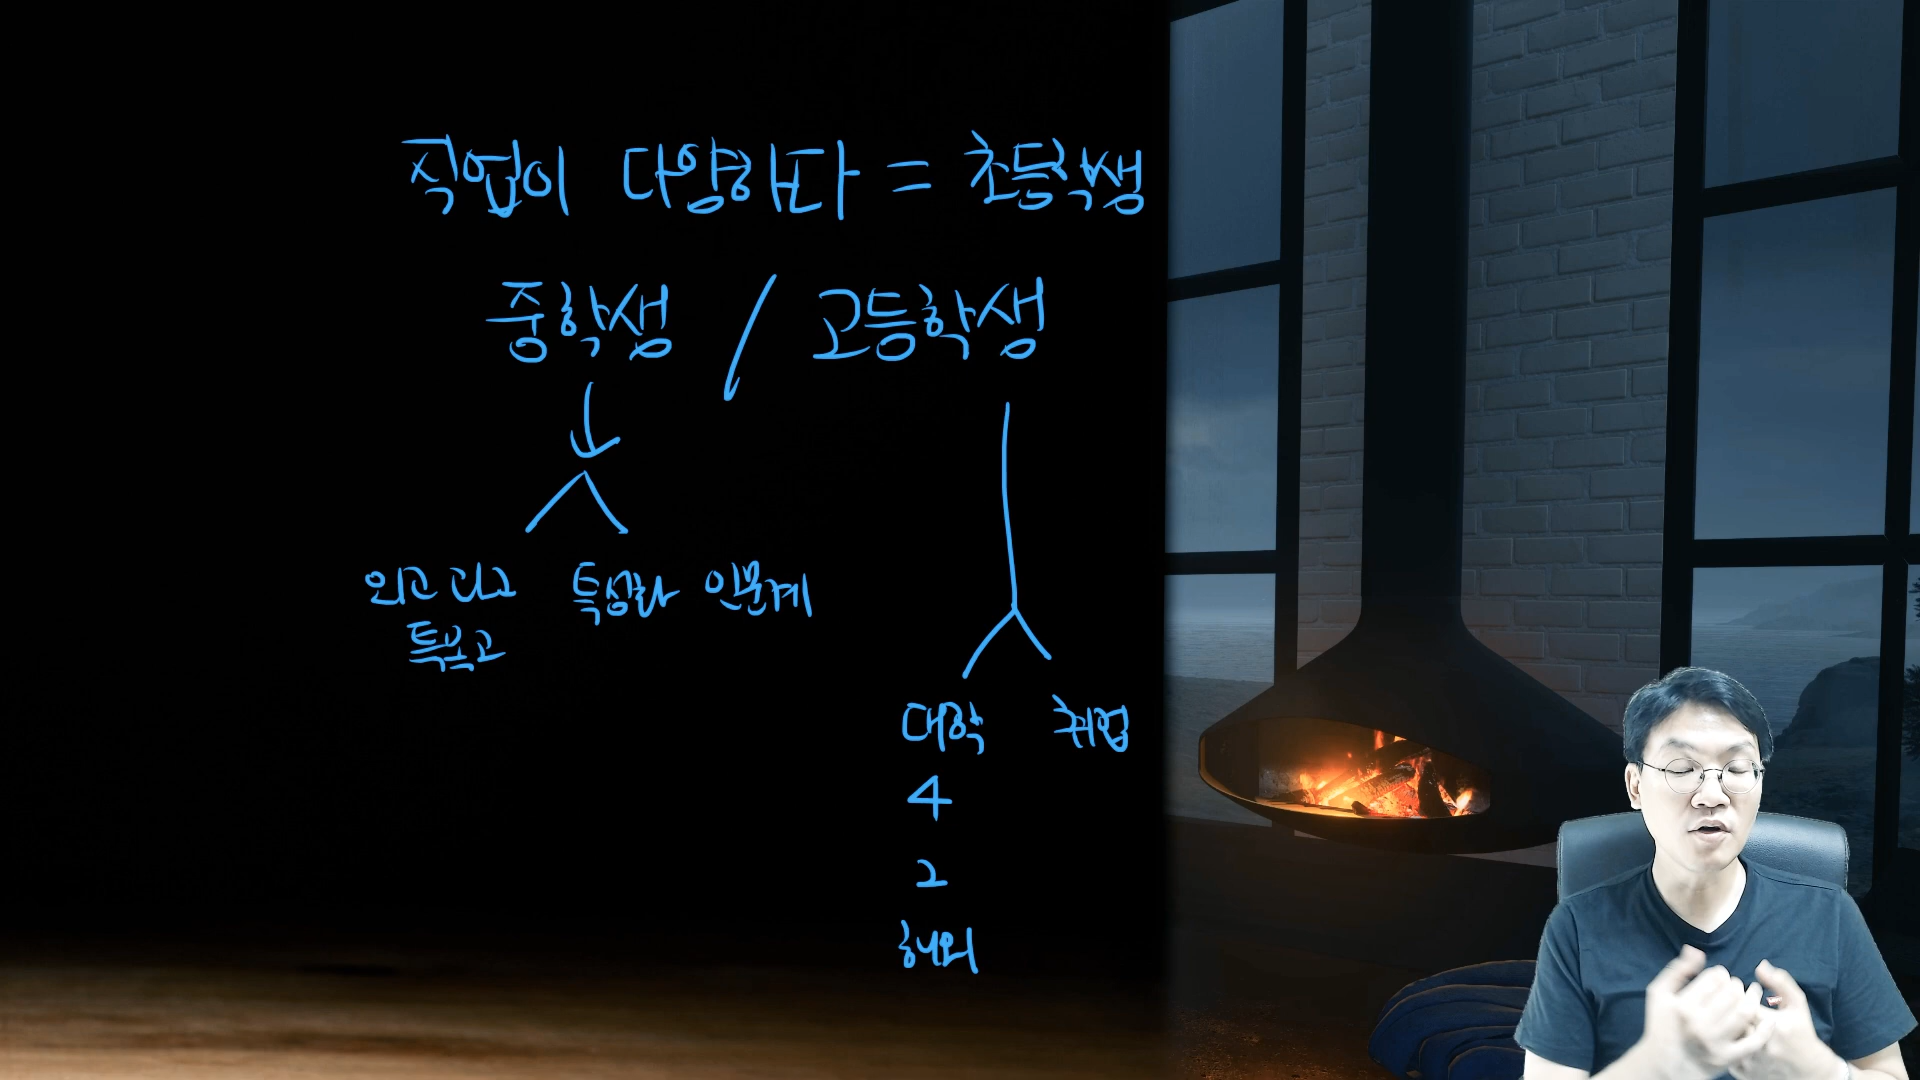 직업이 다양하다 = 초등학생
중학생 / 고등학생
외고 과고 특성화 인문계
특목고
대학 취업
4
2
해외